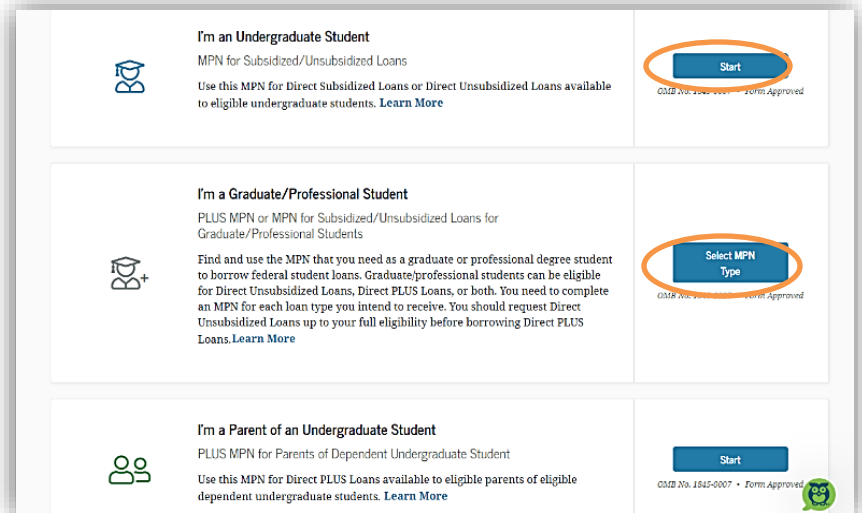 I'm an Undergraduate Student
MPN for Subsidized/Unsubsidized Loans
Use this MPN for Direct Subsidized Loans or Direct Unsubsidized Loans available
to eligible undergraduate students. Learn More
Start
OMB No. 1845-0007 • Form Approved
I'm a Graduate/Professional Student
PLUS MPN or MPN for Subsidized/Unsubsidized Loans for
Graduate/Professional Students
Find and use the MPN that you need as a graduate or professional degree student
to borrow federal student loans. Graduate/professional students can be eligible
for Direct Unsubsidized Loans, Direct PLUS Loans, or both. You need to complete
an MPN for each loan type you intend to receive. You should request Direct
Unsubsidized Loans up to your full eligibility before borrowing Direct PLUS
Loans.Learn More
Select MPN
Type
OMB No. 1845-0007 • Form Approved
I'm a Parent of an Undergraduate Student
PLUS MPN for Parents of Dependent Undergraduate Student
Use this MPN for Direct PLUS Loans available to eligible parents of eligible
dependent undergraduate students. Learn More
Start
OMB No. 1845-0007 • Form Approved